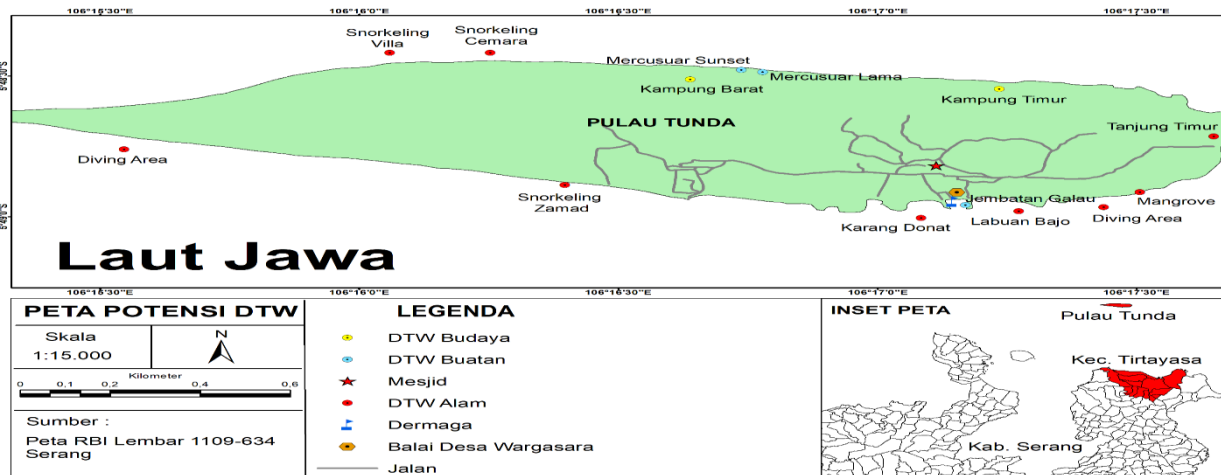 106°15'30"E 106°16'0"E 106°16'30"E 106°17'0"E 106°17'30"E
Snorkeling
Villa
Snorkeling
Cemara
Mercusuar Sunset
Mercusuar Lama
Kampung Barat
Kampung Timur
PULAU TUNDA
Tanjung Timur
Diving Area
Snorkeling
Zamad
Jembatan Galau
Mangrove
Karang Donat
Labuan Bajo
Diving Area
Laut Jawa
106°15'30"E 106°16'0"E 106°16'30"E 106°17'0"E 106°17'30"E
PETA POTENSI DTW
Skala
1:15.000
N
Kilometer
0 0,1 0,2 0,4 0,6
Sumber :
Peta RBI Lembar 1109-634
Serang
LEGENDA
DTW Budaya
DTW Buatan
Mesjid
DTW Alam
Dermaga
Balai Desa Wargasara
Jalan
INSET PETA
Pulau Tunda
Kec. Tirtayasa
Kab. Serang